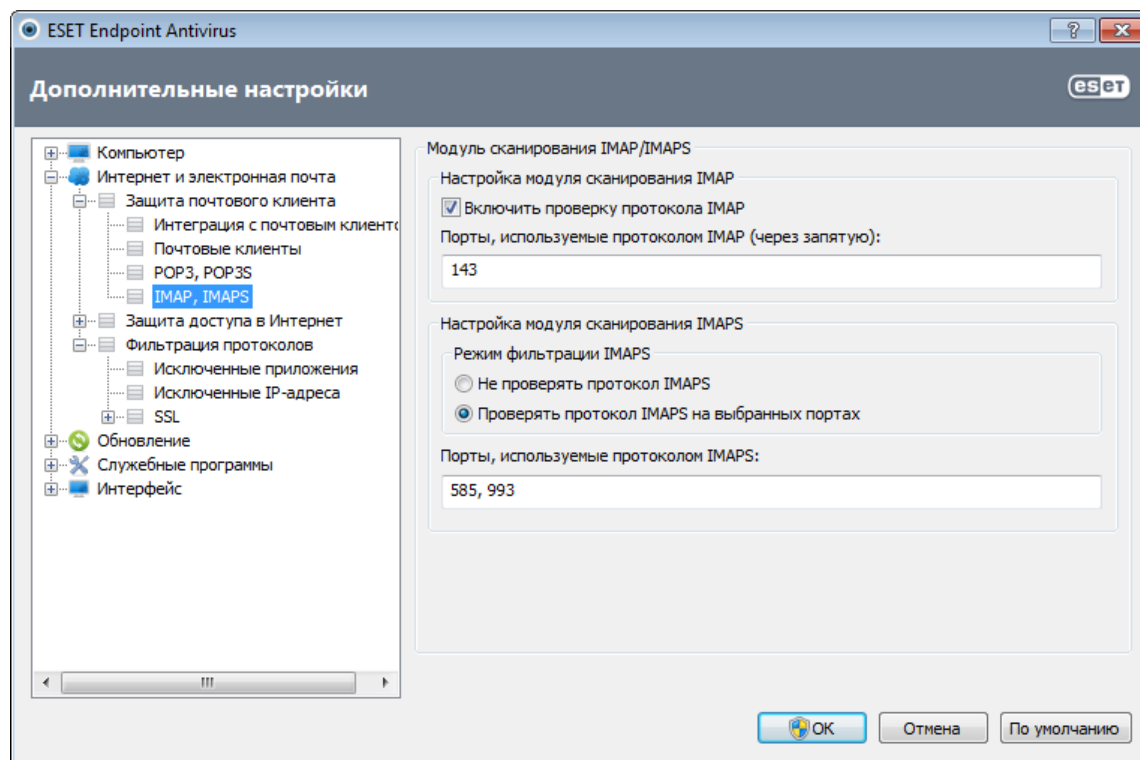 ESET Endpoint Antivirus
?
Дополнительные настройки
eseT
Компьютер
Интернет и электронная почта
Защита почтового клиента
Интеграция с почтовым клиенто
Почтовые клиенты
POP3, POP3S
IMAP, IMAPS
Защита доступа в Интернет
Фильтрация протоколов
Исключенные приложения
Исключенные IP-адреса
SSL
Обновление
Служебные программы
Интерфейс
Модуль сканирования IMAP/IMAPS
Настройка модуля сканирования IMAP
Включить проверку протокола IMAP
Порты, используемые протоколом IMAP (через запятую):
143
Настройка модуля сканирования IMAPS
Режим фильтрации IMAPS
Не проверять протокол IMAPS
Проверять протокол IMAPS на выбранных портах
Порты, используемые протоколом IMAPS:
585, 993
OK
Отмена
По умолчанию